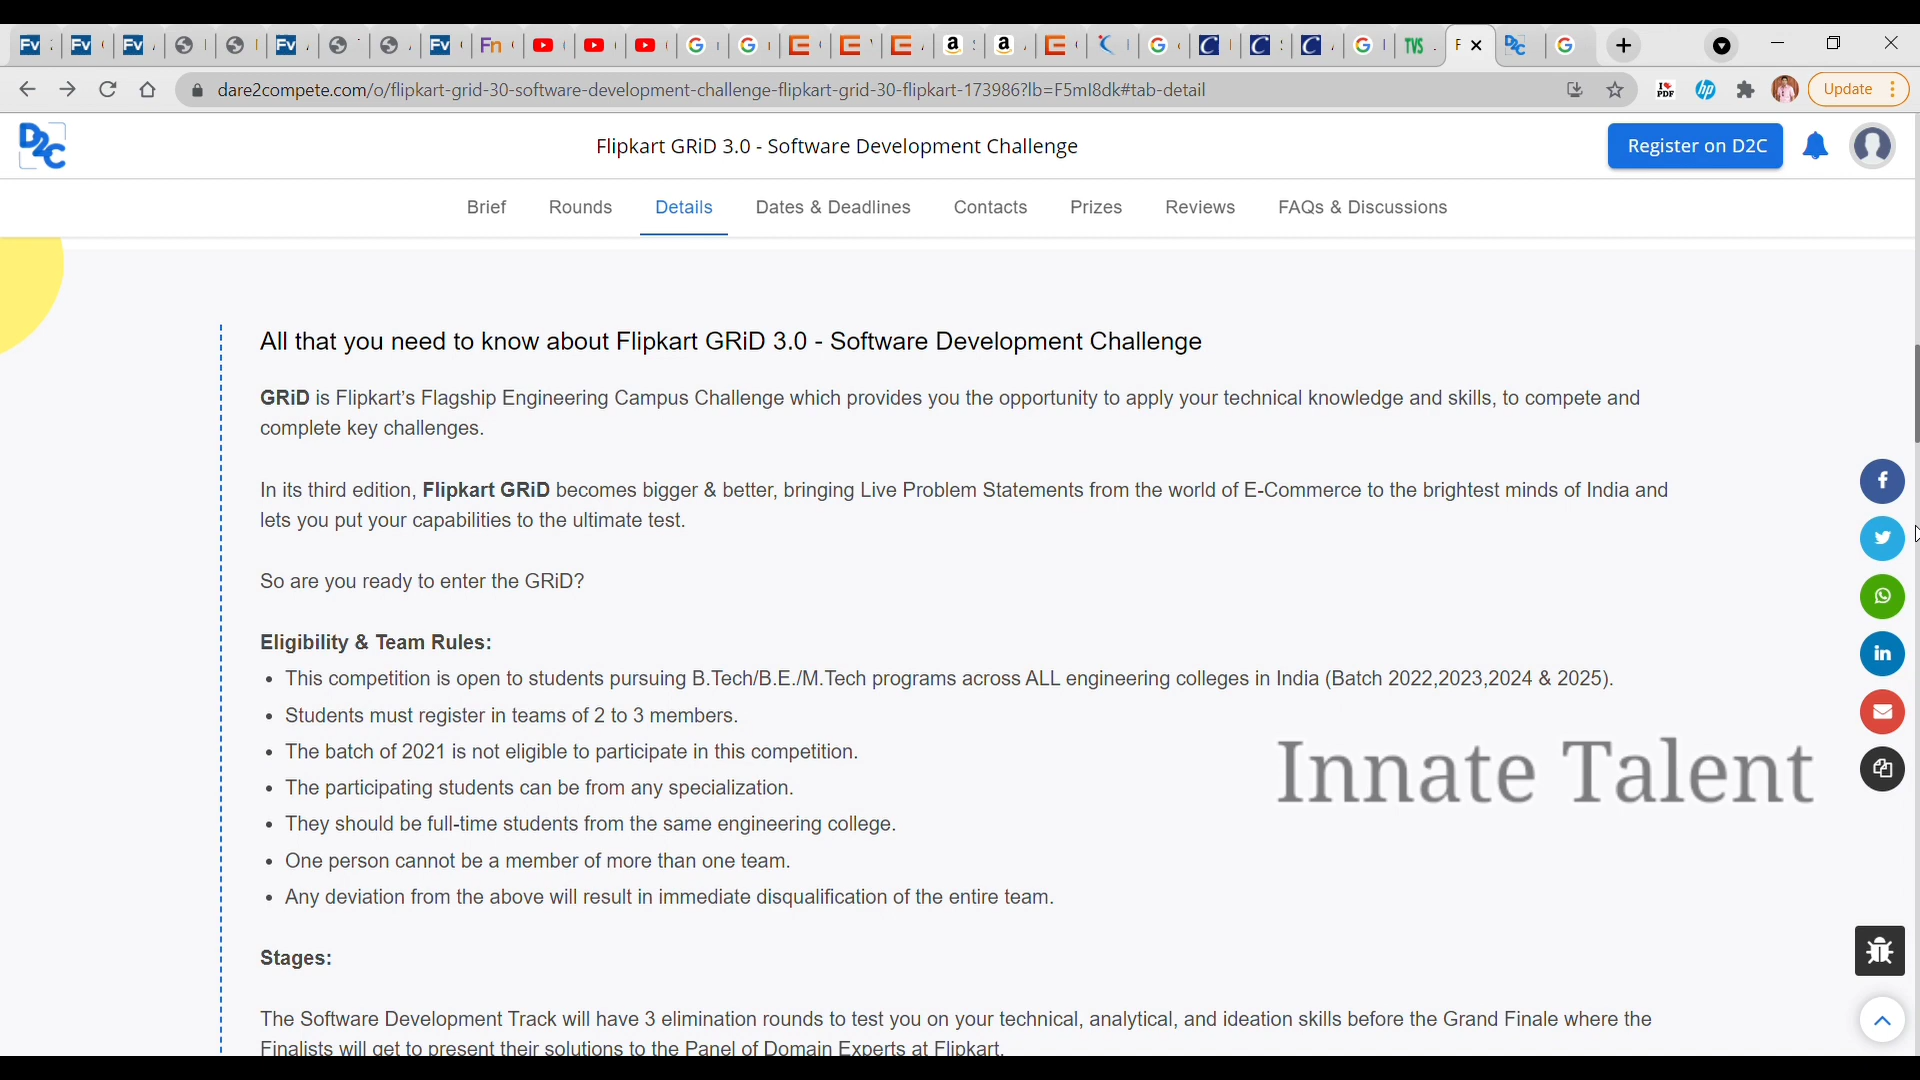 dare2compete.com/o/flipkart-grid-30-software-development-challenge-flipkart-grid-30-flipkart-173986?lb=F5mI8dk#tab-detail
Update
D2C
Flipkart GRiD 3.0 - Software Development Challenge
Register on D2C
Brief
Rounds
Details
Dates & Deadlines
Contacts
Prizes
Reviews
FAQs & Discussions
All that you need to know about Flipkart GRiD 3.0 - Software Development Challenge
GRiD is Flipkart's Flagship Engineering Campus Challenge which provides you the opportunity to apply your technical knowledge and skills, to compete and
complete key challenges.
In its third edition, Flipkart GRiD becomes bigger & better, bringing Live Problem Statements from the world of E-Commerce to the brightest minds of India and
lets you put your capabilities to the ultimate test.
So are you ready to enter the GRiD?
Eligibility & Team Rules:
• This competition is open to students pursuing B.Tech/B.E./M.Tech programs across ALL engineering colleges in India (Batch 2022,2023,2024 & 2025).
• Students must register in teams of 2 to 3 members.
• The batch of 2021 is not eligible to participate in this competition.
• The participating students can be from any specialization.
• They should be full-time students from the same engineering college.
• One person cannot be a member of more than one team.
• Any deviation from the above will result in immediate disqualification of the entire team.
Innate Talent
Stages:
The Software Development Track will have 3 elimination rounds to test you on your technical, analytical, and ideation skills before the Grand Finale where the
Finalists will get to present their solutions to the Panel of Domain Experts at Flipkart.